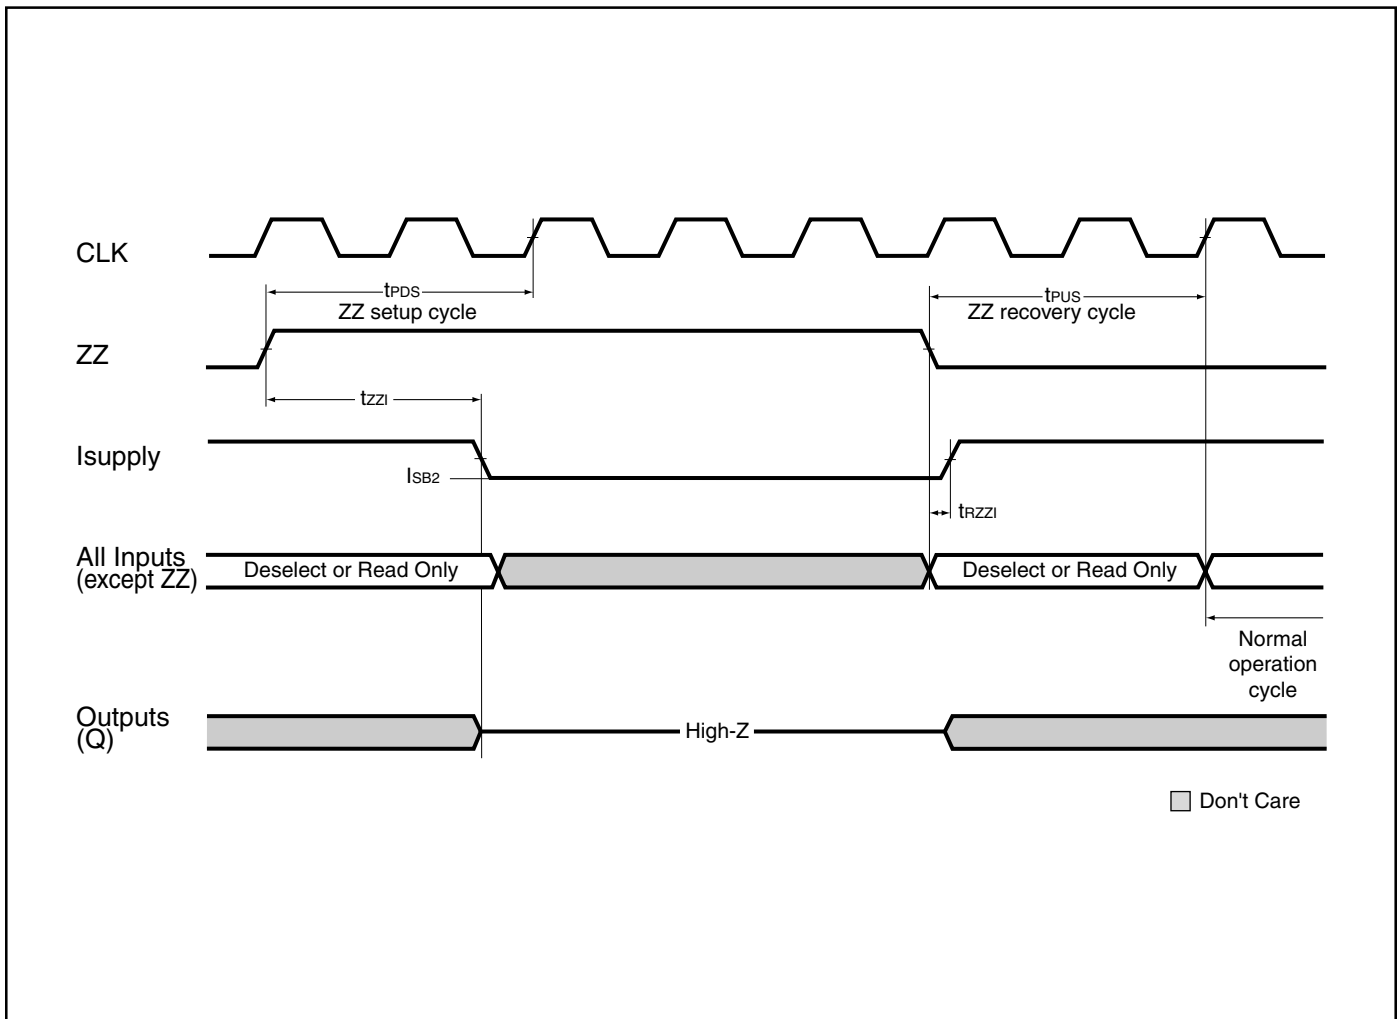 CLK
tPDS
ZZ setup cycle
tPUS
ZZ recovery cycle
ZZ
tZZI
Isupply
ISB2
tRZZI
All Inputs
(except ZZ)
Deselect or Read Only
Deselect or Read Only
Normal
operation
cycle
Outputs
(Q)
High-Z
Don't Care